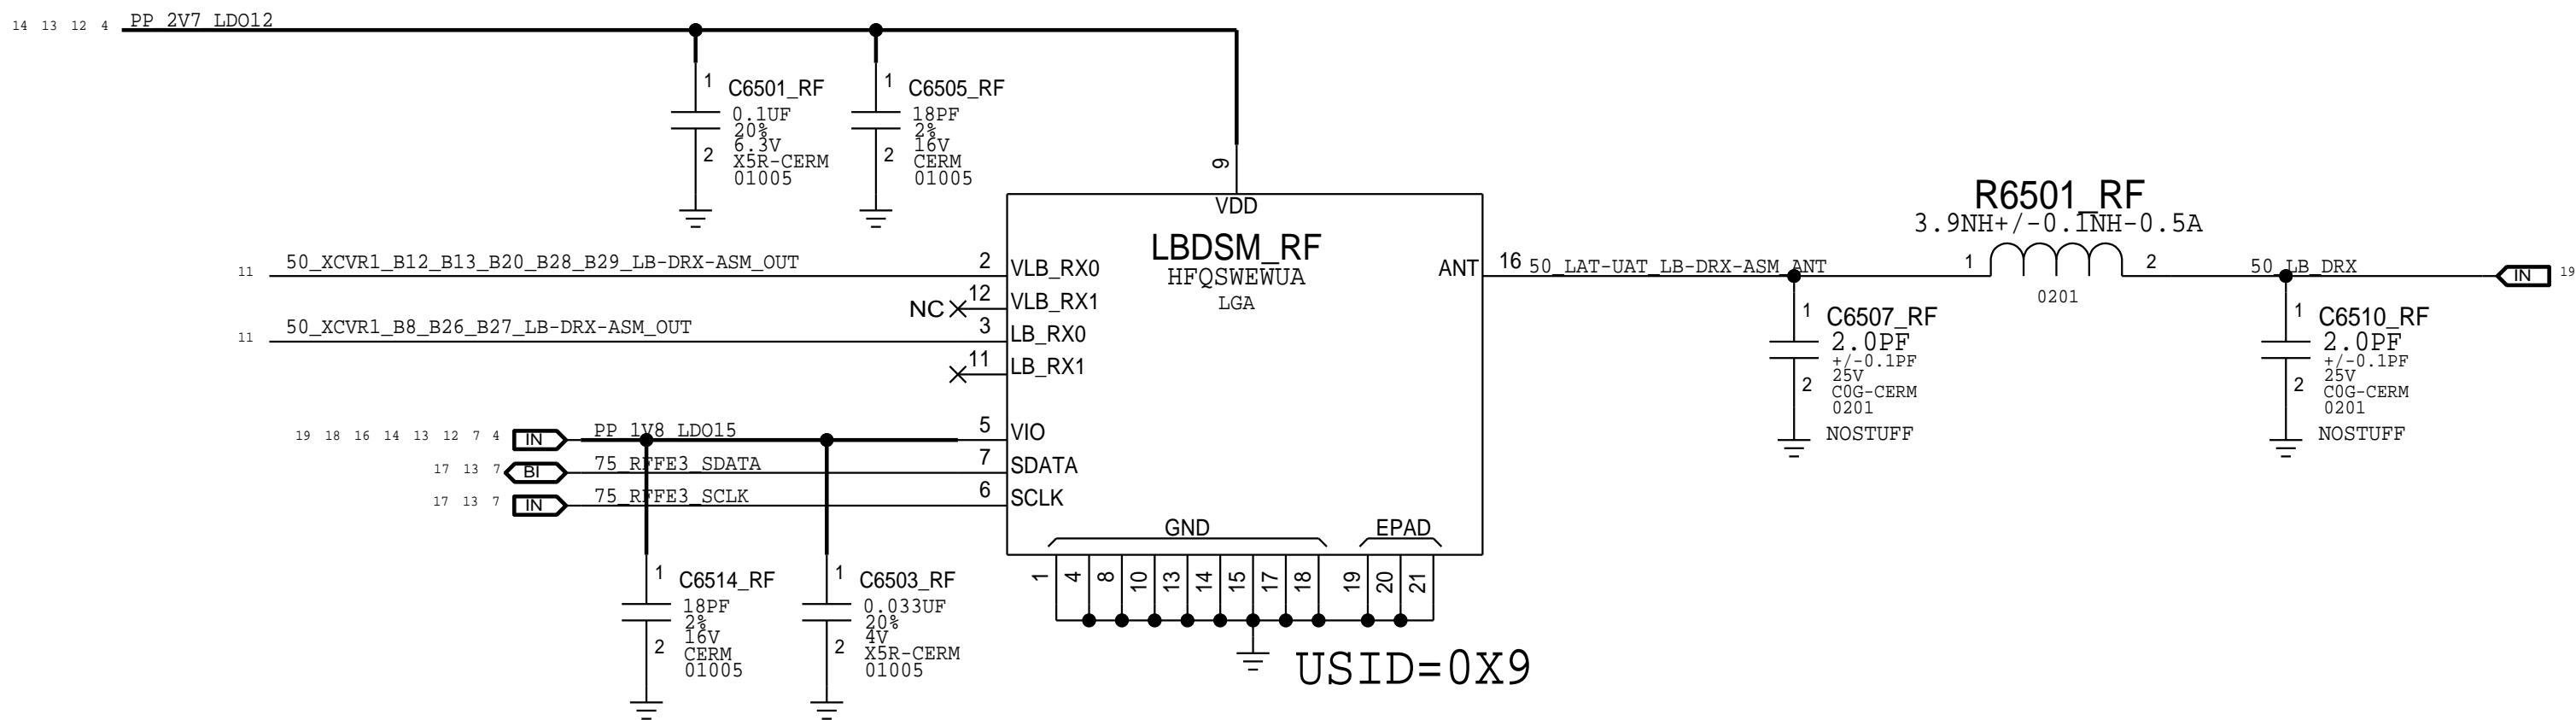 14 13 12 4 PP_2V7_LDO12
1 C6501_RF
0.1UF
20%
6.3V
2 X5R-CERM
01005
1 C6505_RF
18PF
2%
16V
2 CERM
01005
9
VDD
LBDSM_RF
HFQSWEWUA
LGA
11 50_XCVR1_B12_B13_B20_B28_B29_LB-DRX-ASM_OUT 2 VLB_RX0
NC 12 VLB_RX1
11 50_XCVR1_B8_B26_B27_LB-DRX-ASM_OUT 3 LB_RX0
11 LB_RX1
19 18 16 14 13 12 7 4 IN PP_1V8_LDO15 5 VIO
17 13 7 BI 75_RFFE3_SDATA 7 SDATA
17 13 7 IN 75_RFFE3_SCLK 6 SCLK
ANT 16 50_LAT-UAT_LB-DRX-ASM_ANT
R6501_RF
3.9NH+/-0.1NH-0.5A
1 2
0201
50_LB_DRX IN 19
1 C6507_RF
2.0PF
+/-0.1PF
25V
2 C0G-CERM
0201
NOSTUFF
1 C6510_RF
2.0PF
+/-0.1PF
25V
2 C0G-CERM
0201
NOSTUFF
GND EPAD
1 4 8 10 13 14 15 17 18 19 20 21
1 C6514_RF
18PF
2%
16V
2 CERM
01005
1 C6503_RF
0.033UF
20%
4V
2 X5R-CERM
01005
USID=0X9